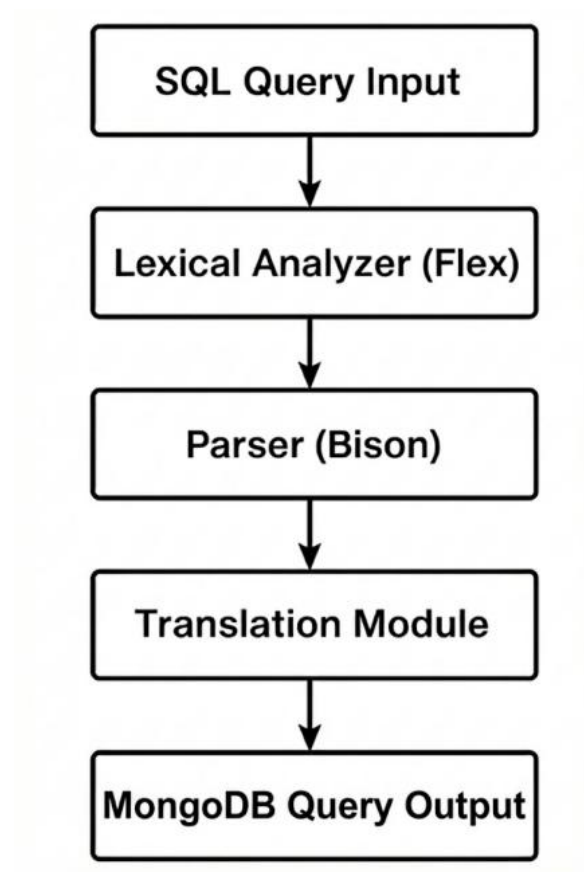 SQL Query Input
Lexical Analyzer (Flex)
Parser (Bison)
Translation Module
MongoDB Query Output